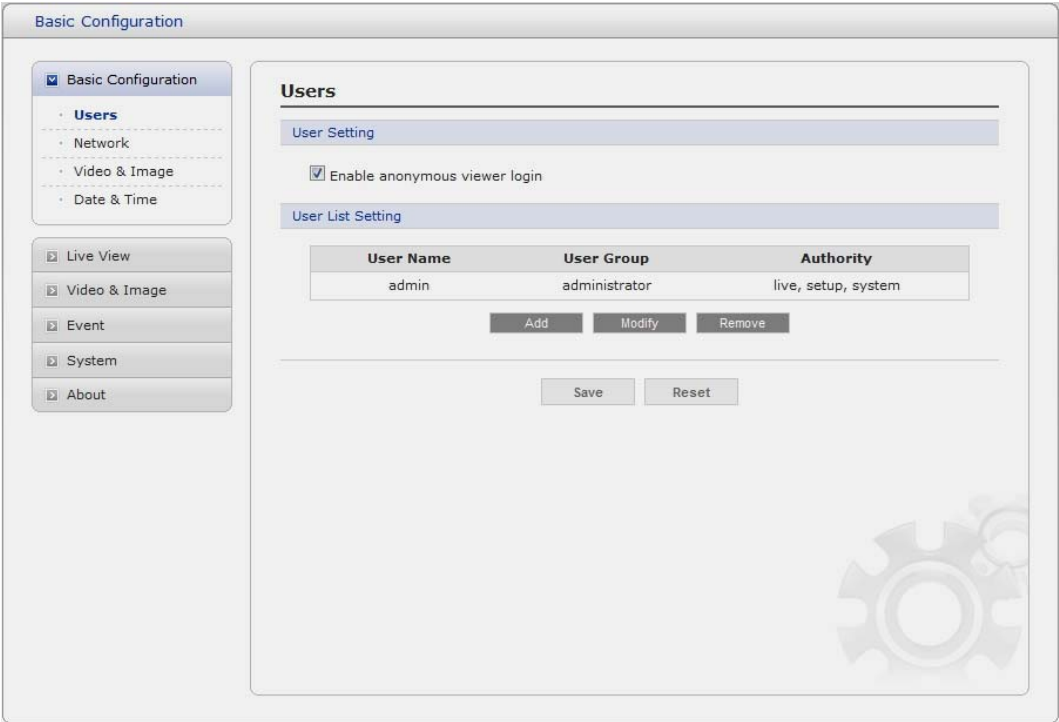 Basic Configuration
Basic Configuration
Users
Network
Video & Image
Date & Time
Live View
Video & Image
Event
System
About
Users
User Setting
Enable anonymous viewer login
User List Setting
User Name User Group Authority
admin administrator live, setup, system
Add Modify Remove
Save Reset